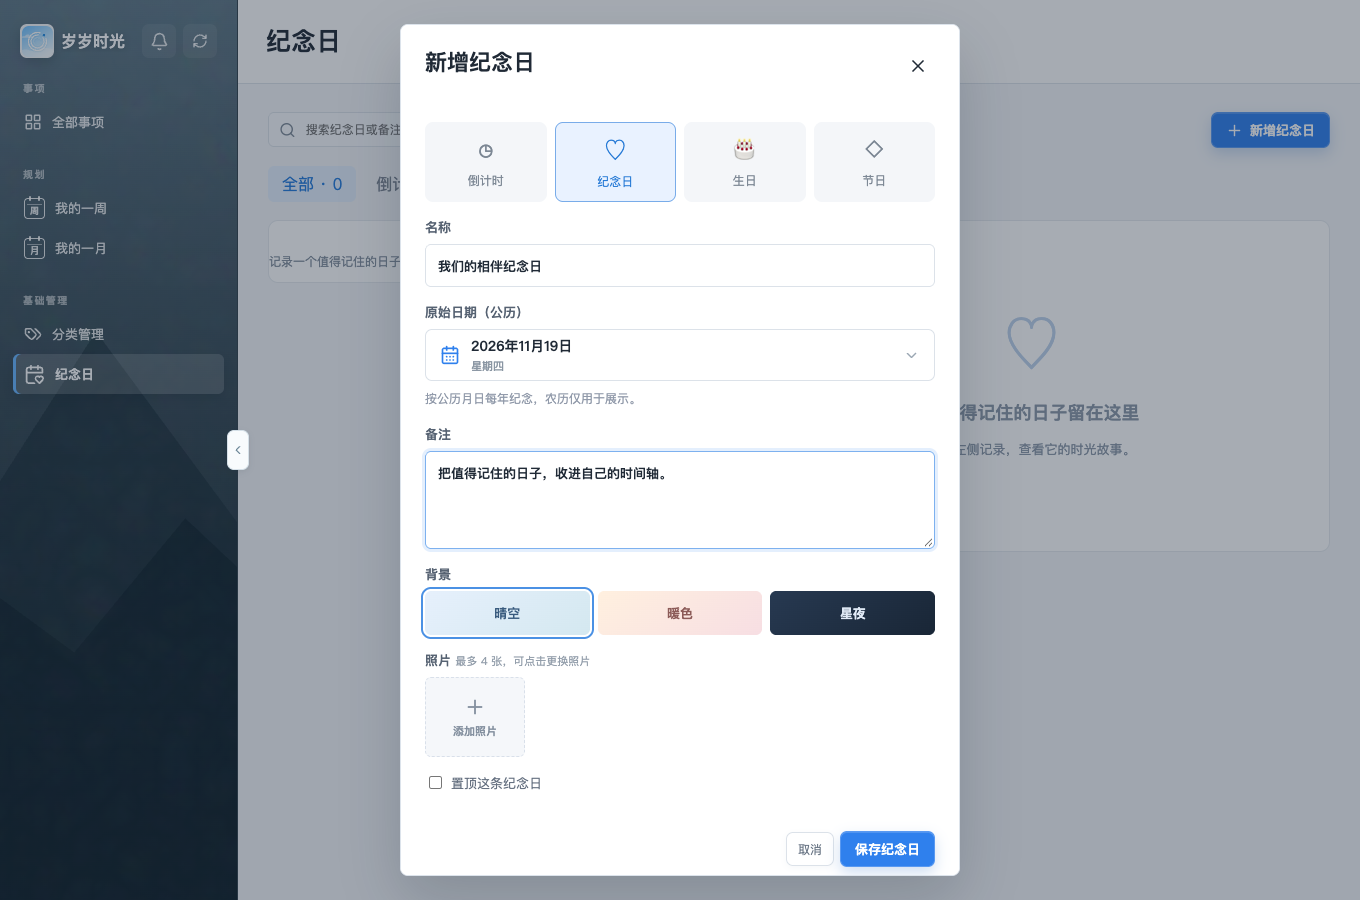 岁岁时光
事项
全部事项
规划
周
我的一周
月
我的一月
基础管理
分类管理
纪念日
纪念日
搜索纪念日或备注
新增纪念日
全部 · 0
倒计
记录一个值得记住的日子
得记住的日子留在这里
左侧记录，查看它的时光故事。
新增纪念日
倒计时
纪念日
生日
节日
名称
我们的相伴纪念日
原始日期（公历）
2026年11月19日
星期四
按公历月日每年纪念，农历仅用于展示。
备注
把值得记住的日子，收进自己的时间轴。
背景
晴空
暖色
星夜
照片 最多 4 张，可点击更换照片
添加照片
置顶这条纪念日
取消
保存纪念日